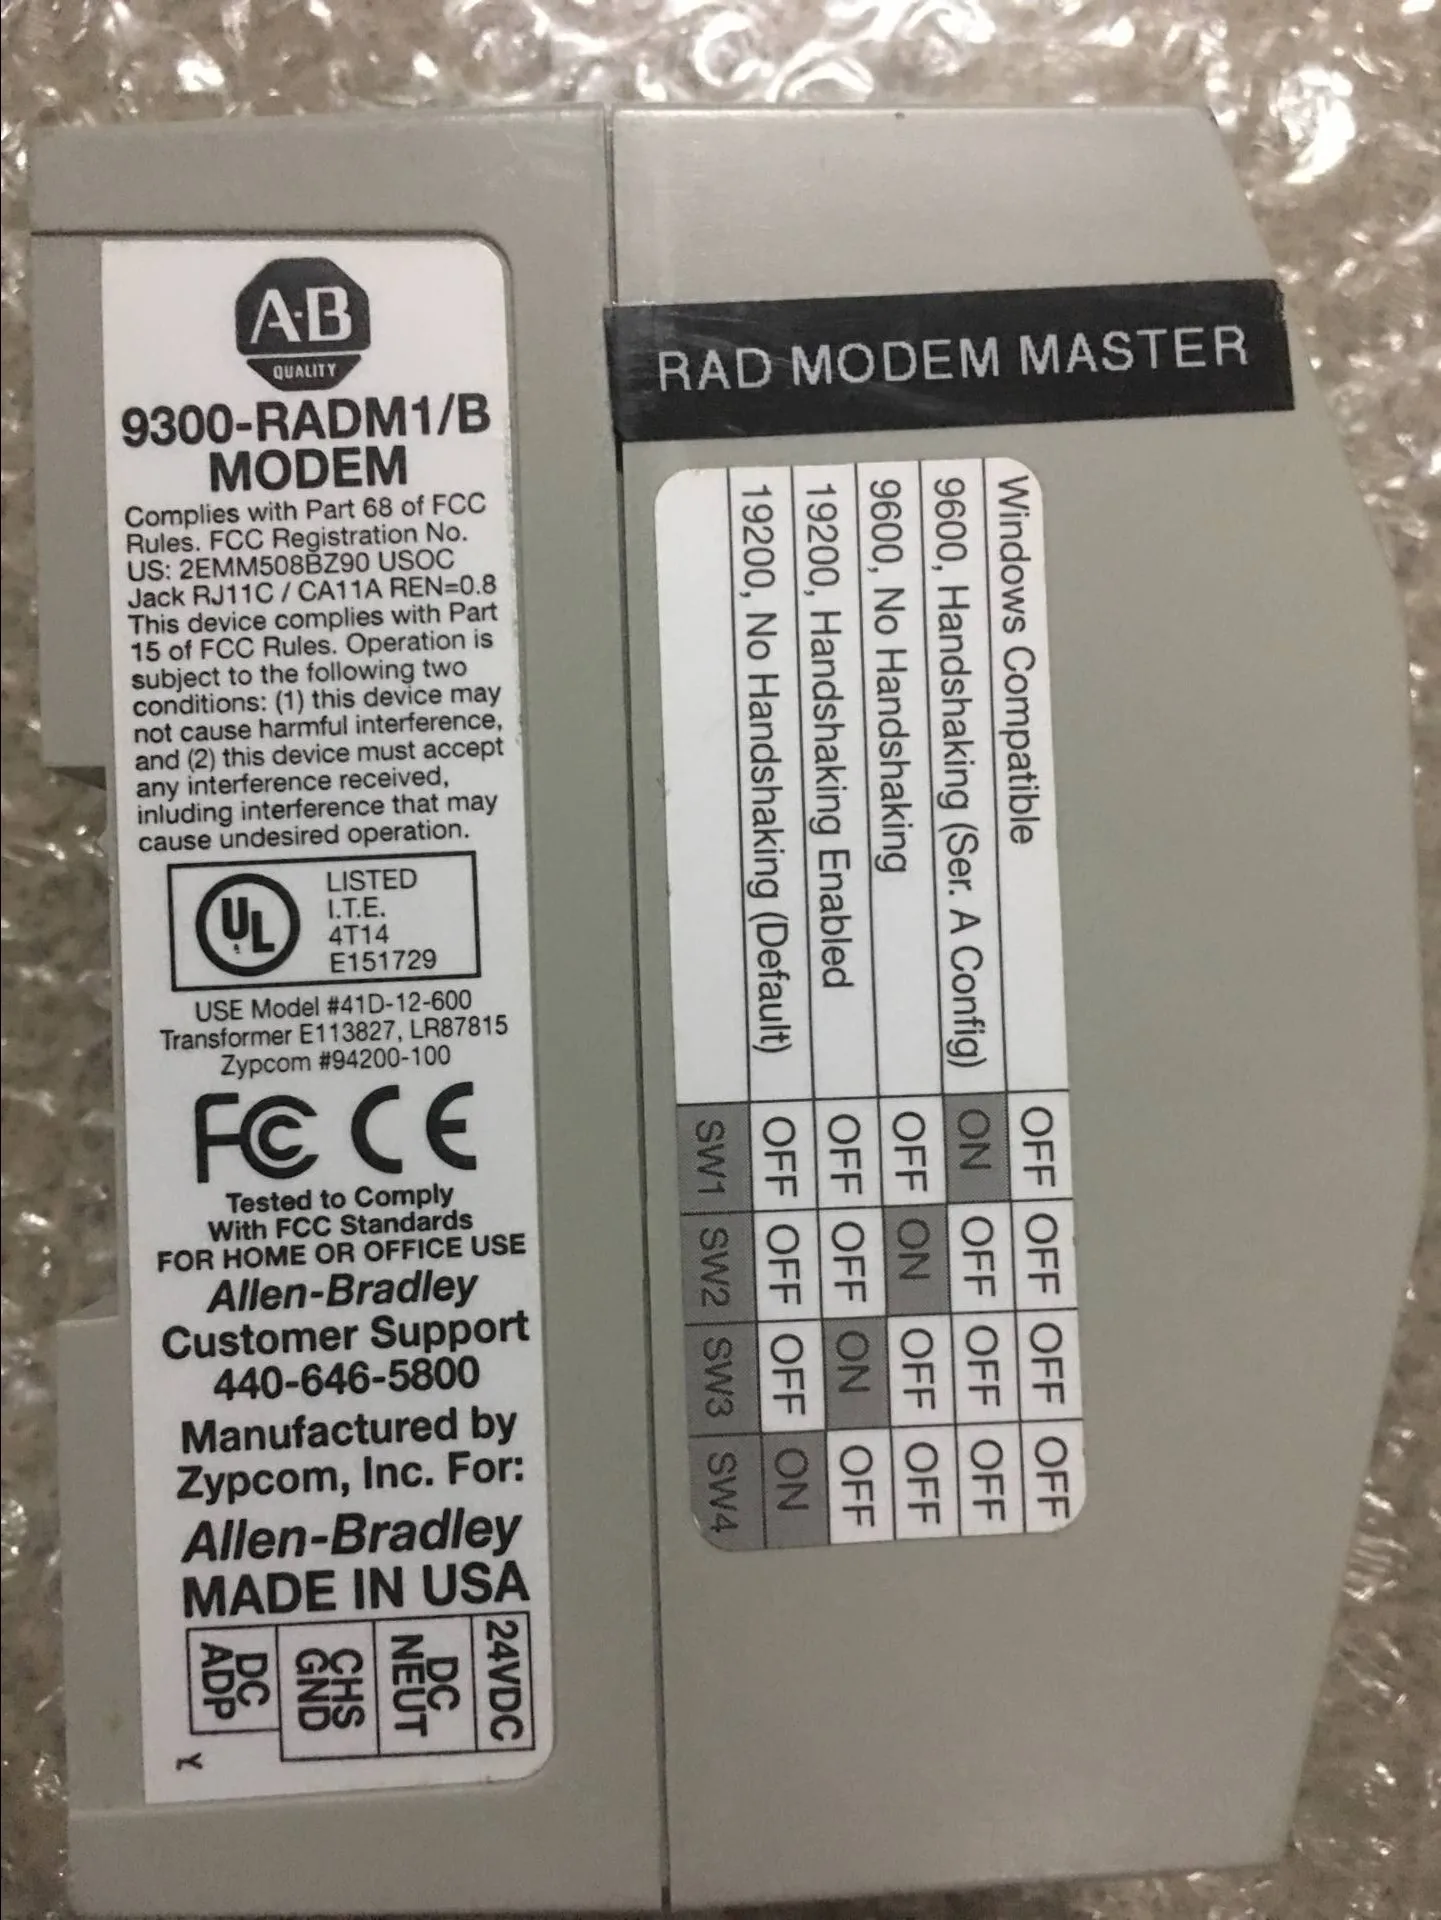 A-B
QUALITY
9300-RADM1/B
MODEM
Complies with Part 68 of FCC
Rules. FCC Registration No.
US: 2EMM508BZ90 USOC
Jack RJ11C / CA11A REN=0.8
This device complies with Part
15 of FCC Rules. Operation is
subject to the following two
conditions: (1) this device may
not cause harmful interference,
and (2) this device must accept
any interference received,
inluding interference that may
cause undesired operation.
UL
LISTED
I.T.E.
4T14
E151729
USE Model #41D-12-600
Transformer E113827, LR87815
Zypcom #94200-100
FC CE
Tested to Comply
With FCC Standards
FOR HOME OR OFFICE USE
Allen-Bradley
Customer Support
440-646-5800
Manufactured by
Zypcom, Inc. For:
Allen-Bradley
MADE IN USA
24VDC
DC
NEUT
CHS
GND
DC
ADP
Y
RAD MODEM MASTER
Windows Compatible OFF OFF OFF OFF
9600, Handshaking (Ser. A Config) ON OFF OFF OFF
9600, No Handshaking OFF ON OFF OFF
19200, Handshaking Enabled OFF OFF ON OFF
19200, No Handshaking (Default) OFF OFF OFF ON
SW1 SW2 SW3 SW4